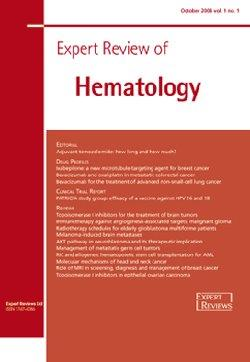 October 2008 vol. 1 no. 1
Expert Review of
Hematology
EDITORIAL
Adjuvant temozolomide: how long and how much?
DRUG PROFILES
Ixabepilone: a new microtubule-targeting agent for breast cancer
Bevacizumab and oxaliplatin in metastatic colorectal cancer
Bevacizumab for the treatment of advanced non-small-cell lung cancer
CLINICAL TRIAL REPORT
PATRICIA study group efficacy of a vaccine against HPV 16 and 18
REVIEWS
Topoisomerase I inhibitors for the treatment of brain tumors
Immunotherapy against angiogenesis-associated targets malignant glioma
Radiotherapy schedules for elderly glioblastoma multiforme patients
Melanoma-induced brain metastases
AKT pathway in neuroblastoma and its therapeutic implication
Management of metastatic germ cell tumors
RIC and allogeneic hematopoietic stem cell transplantation for AML
Molecular mechanisms of head and neck cancer
Role of MRI in screening, diagnosis and management of breast cancer
Topoisomerase I inhibitors in epithelial ovarian carcinoma
Expert Reviews Ltd
ISSN 1747-4086
EXPERT
REVIEWS